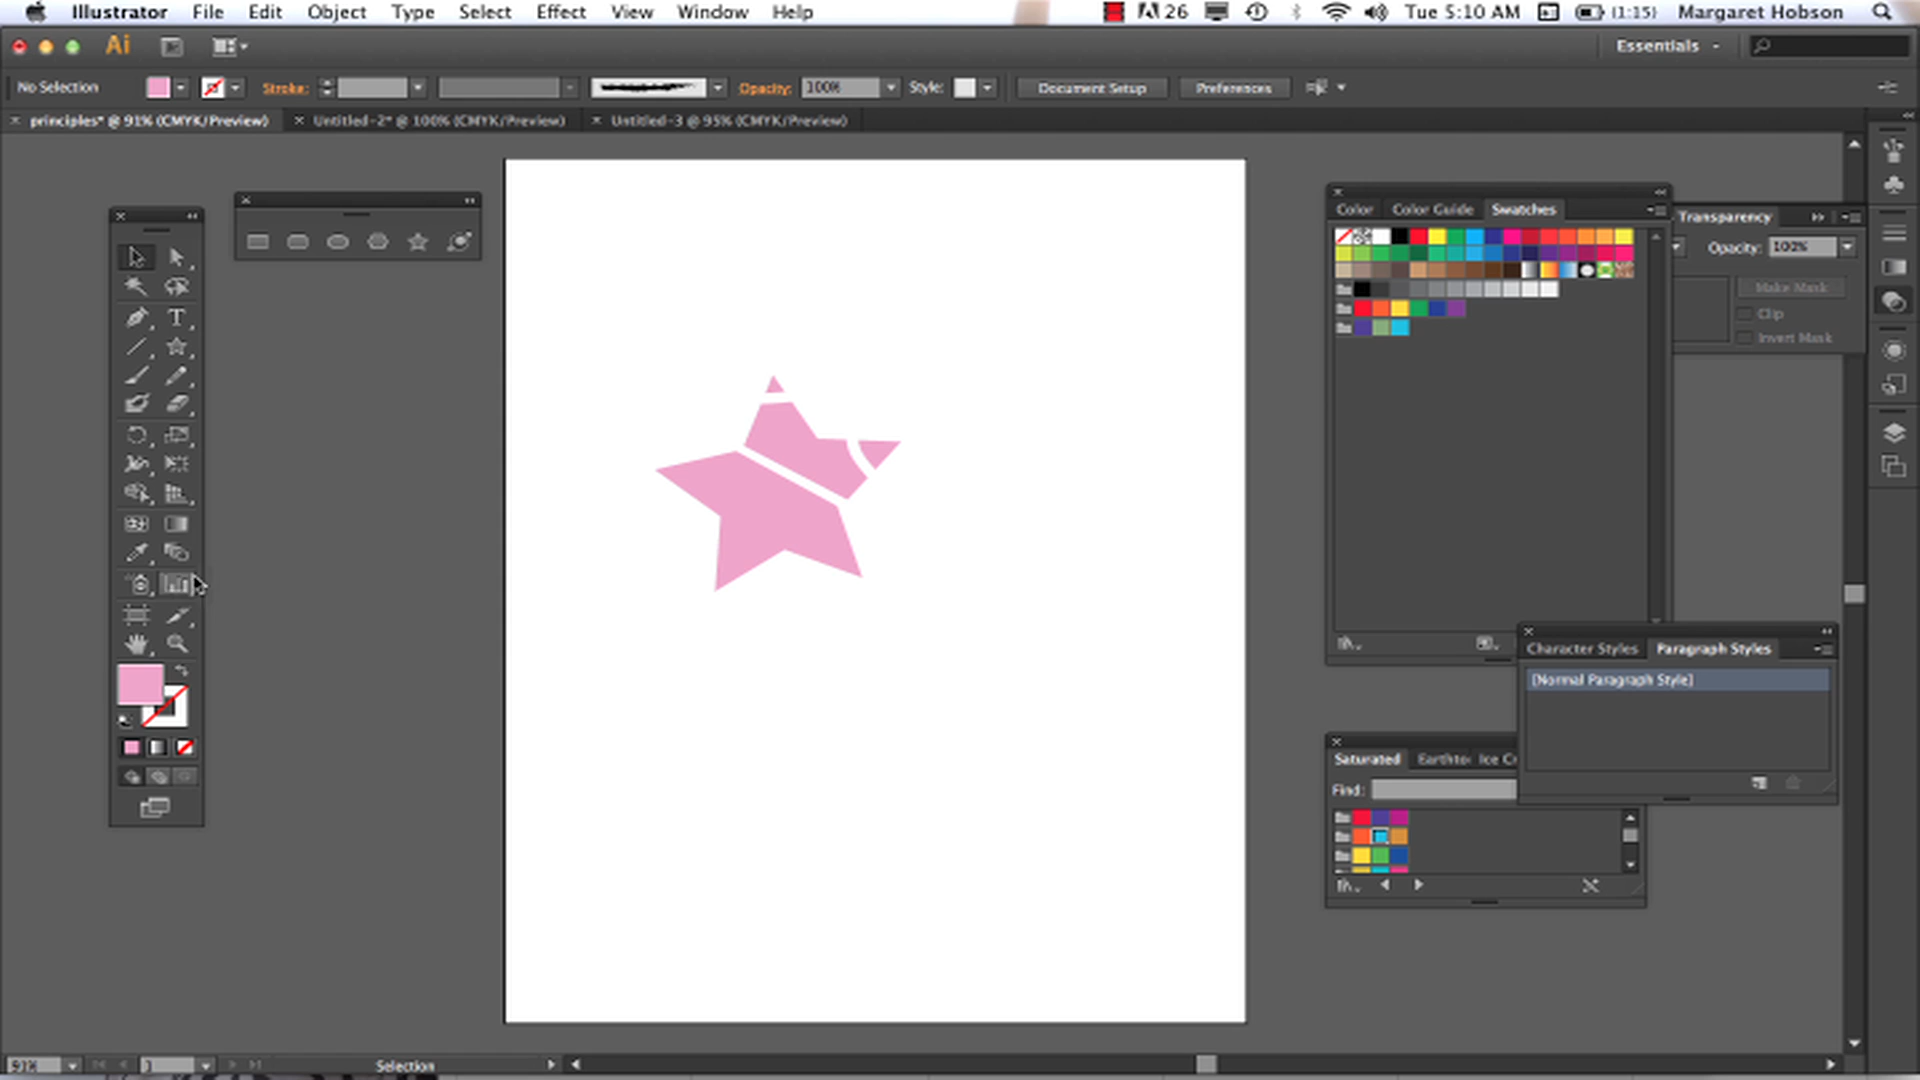 Illustrator File Edit Object Type Select Effect View Window Help 26 Tue 5:10 AM (1:15) Margaret Hobson
Ai Essentials
No Selection Stroke: Opacity: 100% Style: Document Setup Preferences
principles* @ 91% (CMYK/Preview) Untitled-2* @ 100% (CMYK/Preview) Untitled-3 @ 95% (CMYK/Preview)
Color Color Guide Swatches Transparency
Opacity: 100%
Make Mask
Clip
Invert Mask
T
Character Styles Paragraph Styles
[Normal Paragraph Style]
Saturated Earthto Ice Cr
Find:
91% Selection